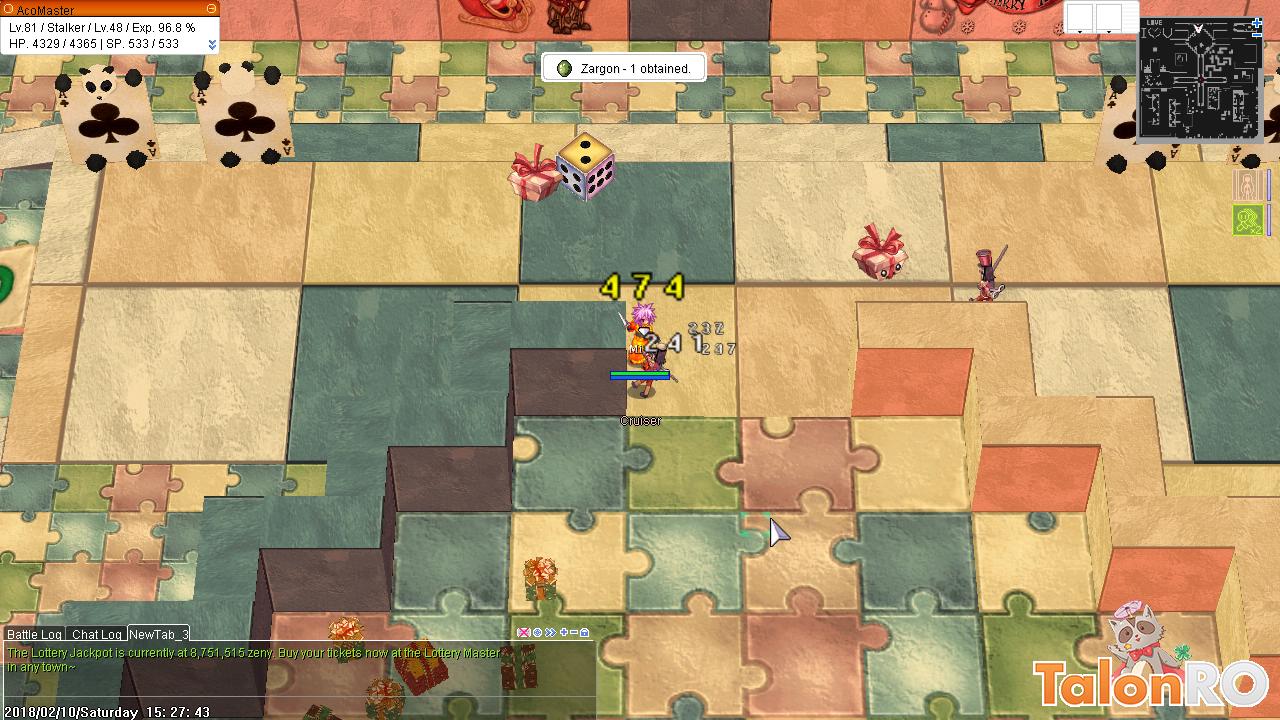 AcoMaster
Lv.81 / Stalker / Lv.48 / Exp. 96.8 %
HP. 4329 / 4365 | SP. 533 / 533
Zargon - 1 obtained.
LOVE
474
237
241
247
Cruiser
Battle Log
Chat Log
NewTab_3
The Lottery Jackpot is currently at 8,751,515 zeny. Buy your tickets now at the Lottery Master
in any town~
2018/02/10/Saturday 15:27:43
TalonRO